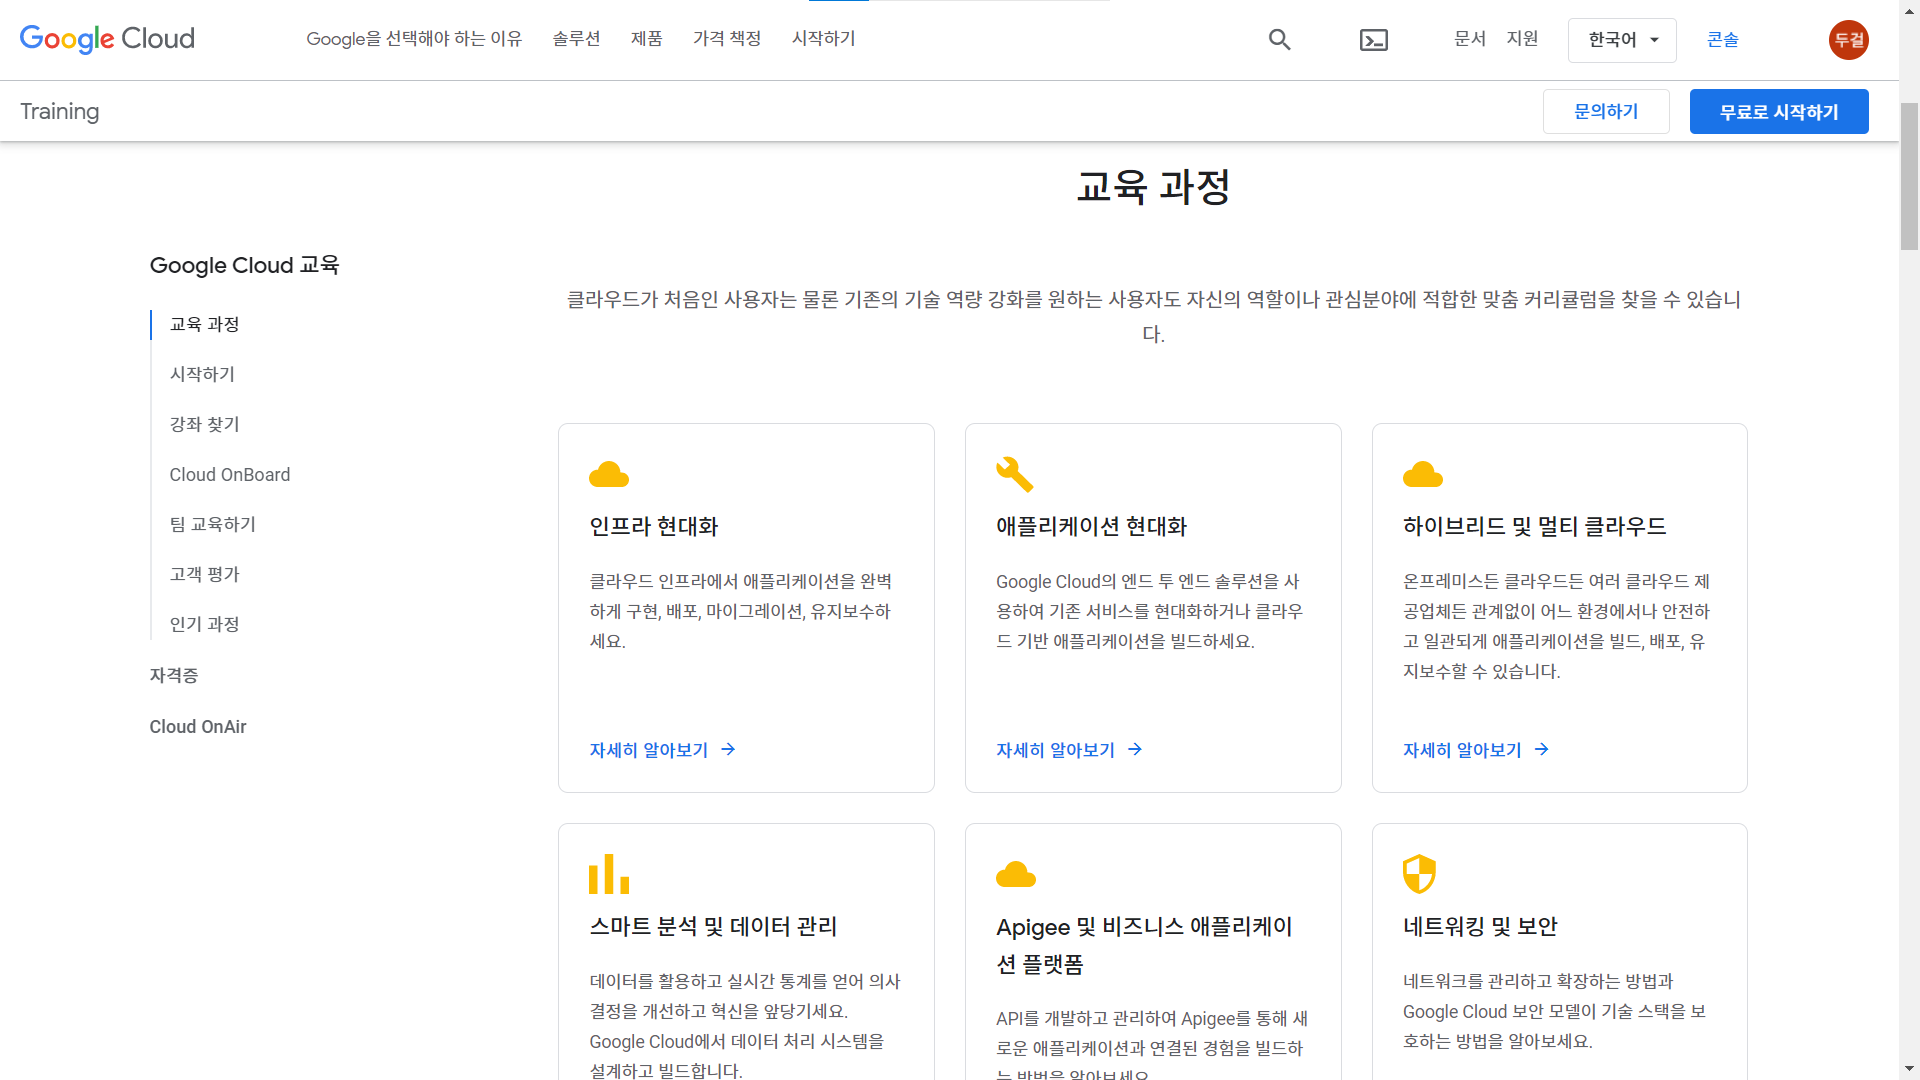 Google Cloud
Google을 선택해야 하는 이유 솔루션 제품 가격 책정 시작하기
문서 지원 한국어 콘솔 두걸
Training
문의하기 무료로 시작하기
교육 과정
Google Cloud 교육
교육 과정
시작하기
강좌 찾기
Cloud OnBoard
팀 교육하기
고객 평가
인기 과정
자격증
Cloud OnAir
클라우드가 처음인 사용자는 물론 기존의 기술 역량 강화를 원하는 사용자도 자신의 역할이나 관심분야에 적합한 맞춤 커리큘럼을 찾을 수 있습니
다.
인프라 현대화
클라우드 인프라에서 애플리케이션을 완벽
하게 구현, 배포, 마이그레이션, 유지보수하
세요.
자세히 알아보기
애플리케이션 현대화
Google Cloud의 엔드 투 엔드 솔루션을 사
용하여 기존 서비스를 현대화하거나 클라우
드 기반 애플리케이션을 빌드하세요.
자세히 알아보기
하이브리드 및 멀티 클라우드
온프레미스든 클라우드든 여러 클라우드 제
공업체든 관계없이 어느 환경에서나 안전하
고 일관되게 애플리케이션을 빌드, 배포, 유
지보수할 수 있습니다.
자세히 알아보기
스마트 분석 및 데이터 관리
데이터를 활용하고 실시간 통계를 얻어 의사
결정을 개선하고 혁신을 앞당기세요.
Google Cloud에서 데이터 처리 시스템을
설계하고 빌드합니다.
Apigee 및 비즈니스 애플리케이
션 플랫폼
API를 개발하고 관리하여 Apigee를 통해 새
로운 애플리케이션과 연결된 경험을 빌드하
는 방법을 알아보세요.
네트워킹 및 보안
네트워크를 관리하고 확장하는 방법과
Google Cloud 보안 모델이 기술 스택을 보
호하는 방법을 알아보세요.